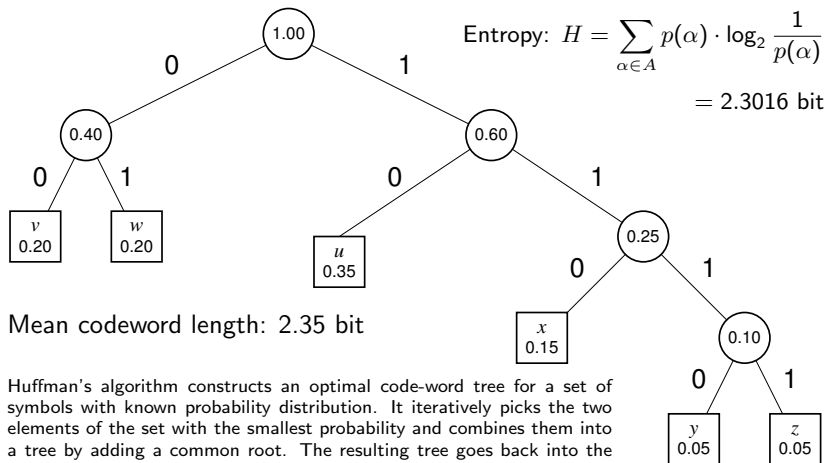 1.00
Entropy: H = ∑ p(α) · log₂ 1/p(α)
α∈A
= 2.3016 bit
0
1
0.40
0.60
0
1
0
1
v
0.20
w
0.20
u
0.35
0.25
0
1
Mean codeword length: 2.35 bit
x
0.15
0.10
0
1
y
0.05
z
0.05
Huffman's algorithm constructs an optimal code-word tree for a set of
symbols with known probability distribution. It iteratively picks the two
elements of the set with the smallest probability and combines them into
a tree by adding a common root. The resulting tree goes back into the